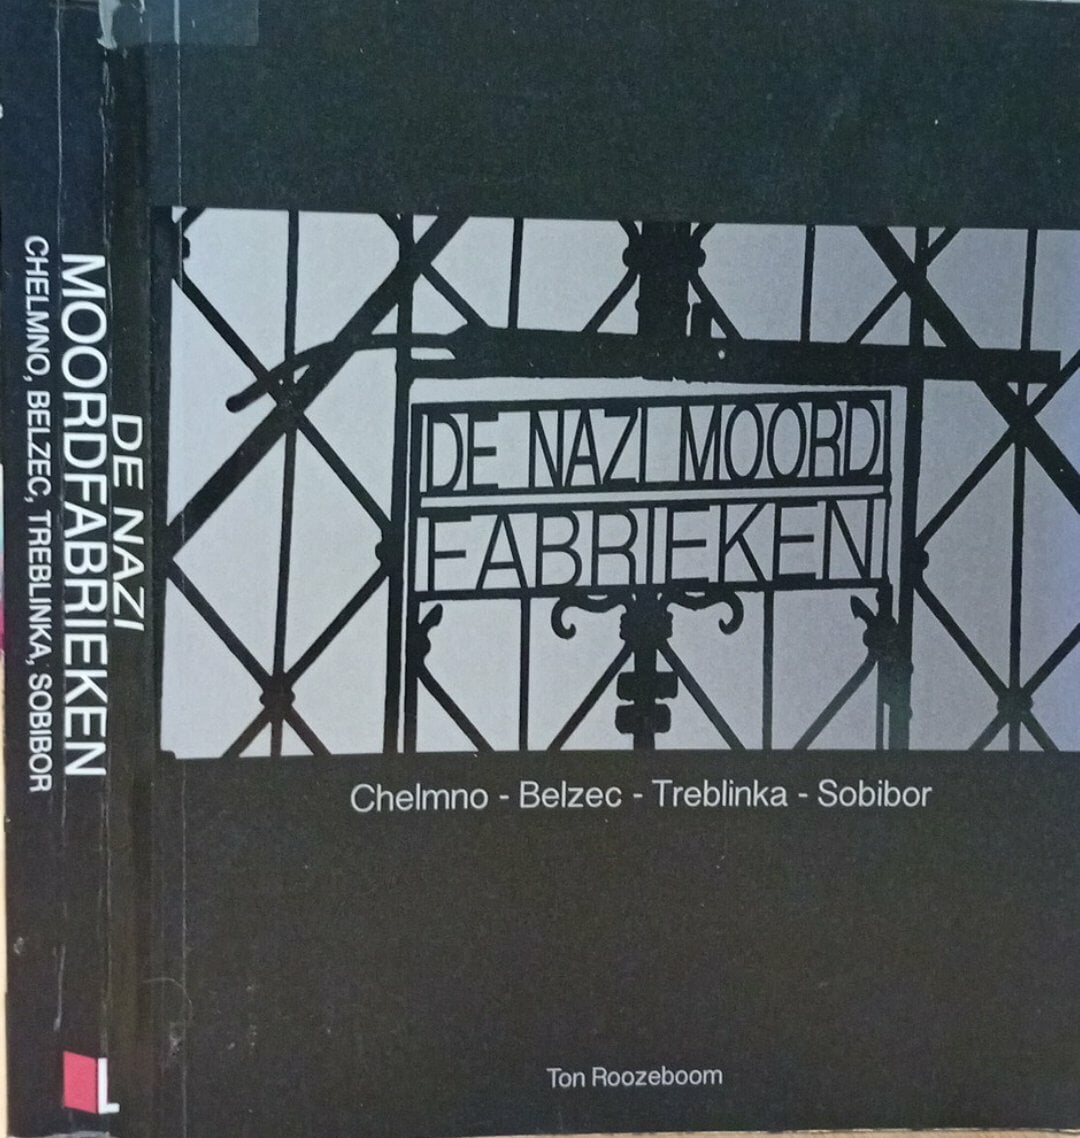 DE NAZI
MOORDFABRIEKEN
CHELMNO, BELZEC, TREBLINKA, SOBIBOR
L
DE NAZI MOORD
FABRIEKEN
Chelmno - Belzec - Treblinka - Sobibor
Ton Roozeboom